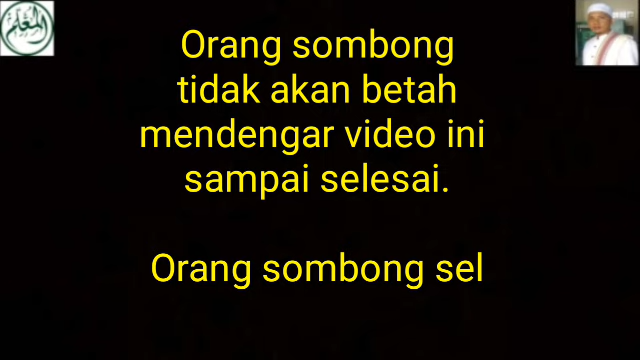 Orang sombong
tidak akan betah
mendengar video ini
sampai selesai.
Orang sombong sel